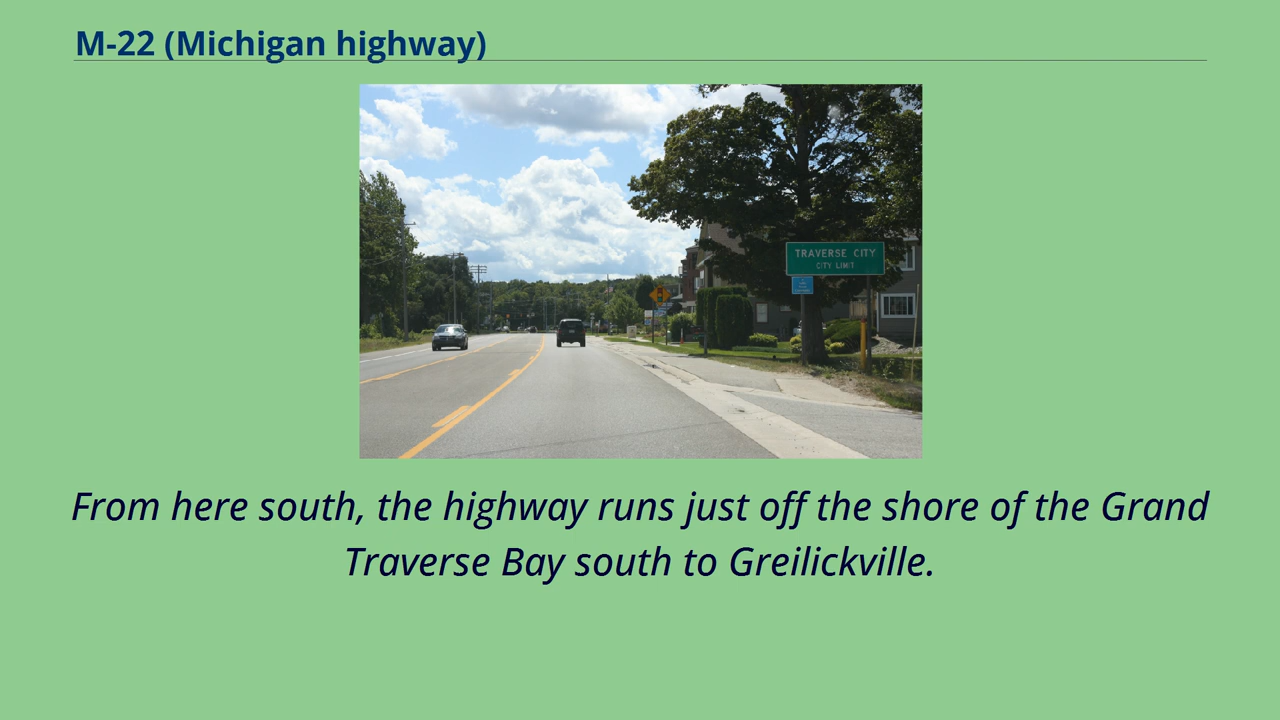 M-22 (Michigan highway)
TRAVERSE CITY
CITY LIMIT
From here south, the highway runs just off the shore of the Grand
Traverse Bay south to Greilickville.